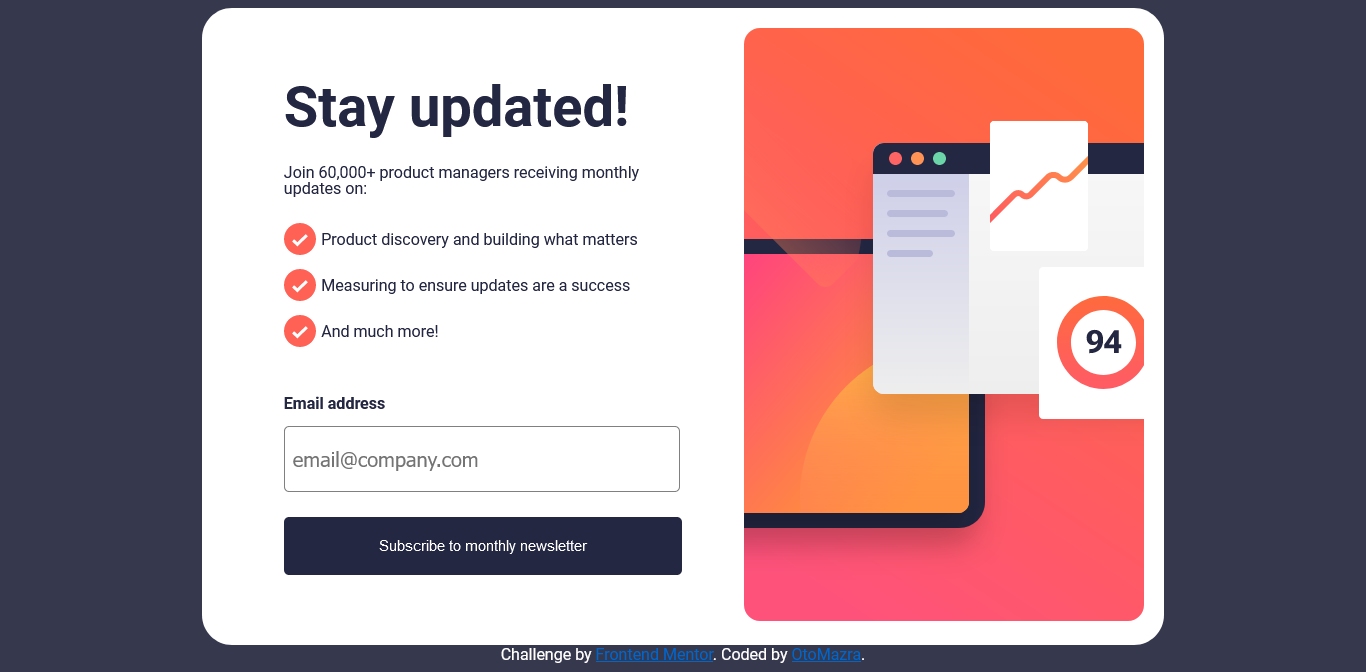 Stay updated!
Join 60,000+ product managers receiving monthly
updates on:
Product discovery and building what matters
Measuring to ensure updates are a success
And much more!
Email address
email@company.com
Subscribe to monthly newsletter
94
Challenge by Frontend Mentor. Coded by OtoMazra.